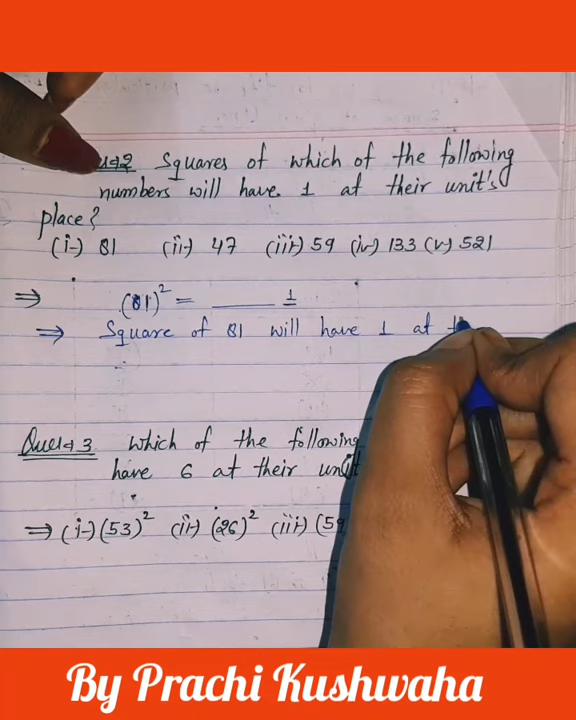 Squares of which of the following
numbers will have 1 at their unit's
place?
(i-) 81 (ii-) 47 (iii-) 59 (iv-) 133 (v-) 521
⇒ (81)² = ______ 1
⇒ Square of 81 will have 1 at
Ques→3 which of the following
have 6 at their unit
⇒ (i-) (53)² (ii-) (26)² (iii-) (59
By Prachi Kushwaha